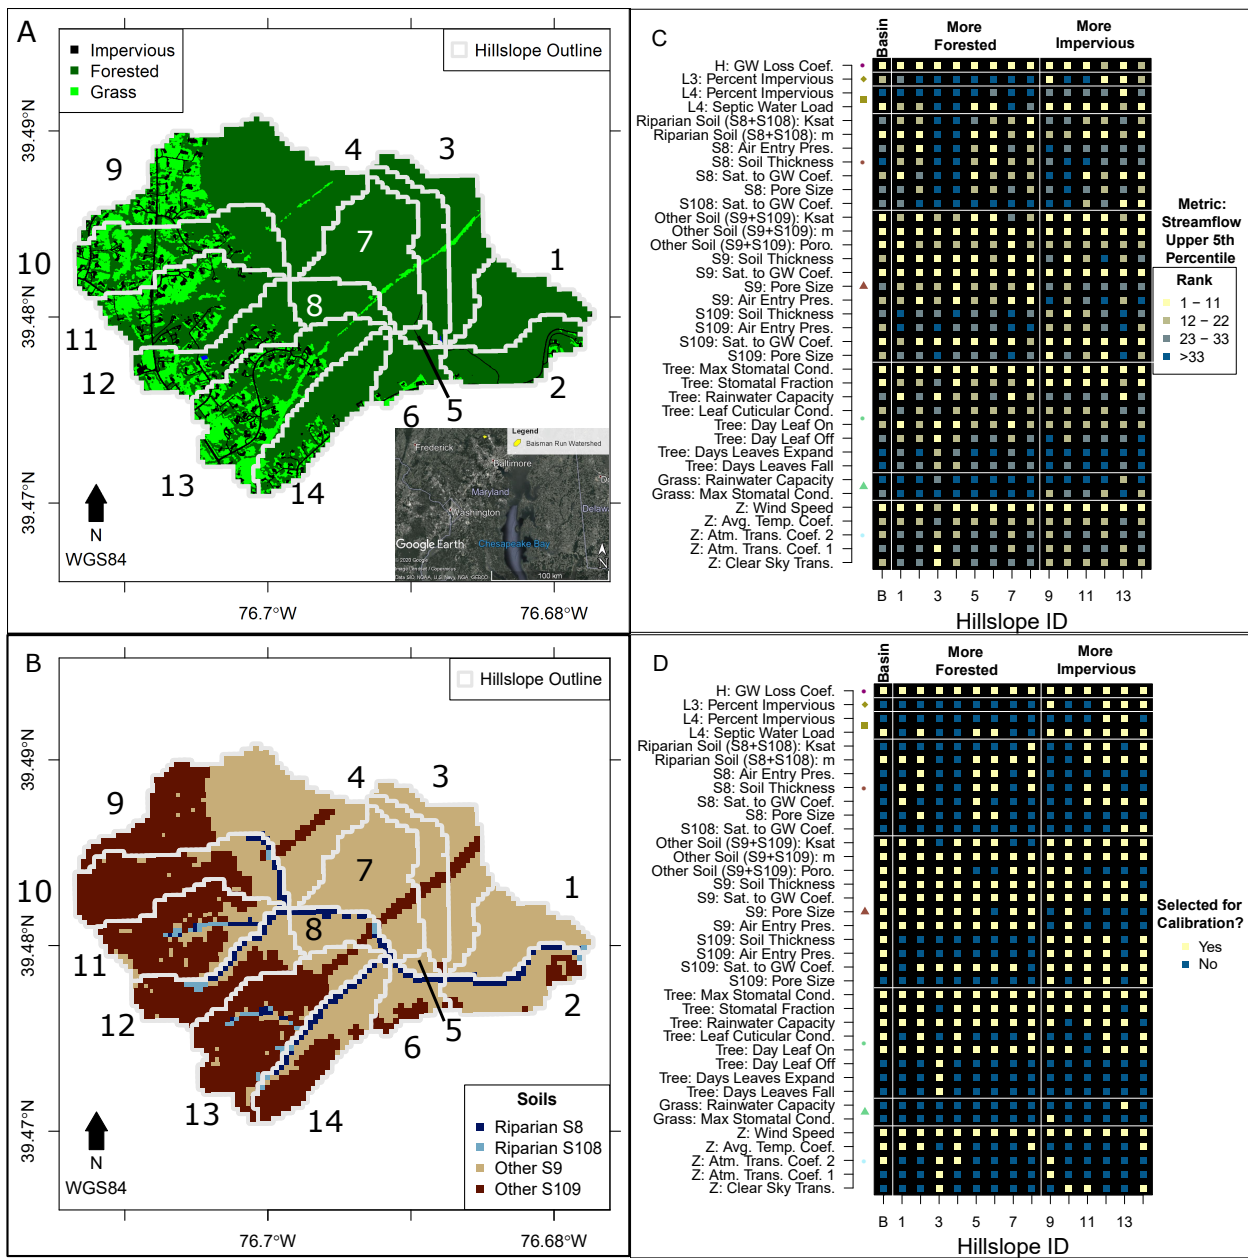 A
Impervious
Forested
Grass
Hillslope Outline
39.49°N
39.48°N
39.47°N
9
4
3
7
10
1
8
11
12
2
5
6
13
14
N
WGS84
Legend
Baisman Run Watershed
Frederick
Baltimore
Maryland
Washington
Delaw
Chesapeake Bay
Google Earth
100 km
N
76.7°W
76.68°W
C
Basin
More
Forested
More
Impervious
H: GW Loss Coef.
L3: Percent Impervious
L4: Percent Impervious
L4: Septic Water Load
Riparian Soil (S8+S108): Ksat
Riparian Soil (S8+S108): m
S8: Air Entry Pres.
S8: Soil Thickness
S8: Sat. to GW Coef.
S8: Pore Size
S108: Sat. to GW Coef.
Other Soil (S9+S109): Ksat
Other Soil (S9+S109): m
Other Soil (S9+S109): Poro.
S9: Soil Thickness
S9: Sat. to GW Coef.
S9: Pore Size
S9: Air Entry Pres.
S109: Soil Thickness
S109: Air Entry Pres.
S109: Sat. to GW Coef.
S109: Pore Size
Tree: Max Stomatal Cond.
Tree: Stomatal Fraction
Tree: Rainwater Capacity
Tree: Leaf Cuticular Cond.
Tree: Day Leaf On
Tree: Day Leaf Off
Tree: Days Leaves Expand
Tree: Days Leaves Fall
Grass: Rainwater Capacity
Grass: Max Stomatal Cond.
Z: Wind Speed
Z: Avg. Temp. Coef.
Z: Atm. Trans. Coef. 2
Z: Atm. Trans. Coef. 1
Z: Clear Sky Trans.
B 1 3 5 7 9 11 13
Hillslope ID
Metric:
Streamflow
Upper 5th
Percentile
Rank
1 − 11
12 − 22
23 − 33
>33
B
Hillslope Outline
39.49°N
39.48°N
39.47°N
9
4
3
7
10
1
8
11
12
2
5
6
13
14
N
WGS84
Soils
Riparian S8
Riparian S108
Other S9
Other S109
76.7°W
76.68°W
D
Basin
More
Forested
More
Impervious
H: GW Loss Coef.
L3: Percent Impervious
L4: Percent Impervious
L4: Septic Water Load
Riparian Soil (S8+S108): Ksat
Riparian Soil (S8+S108): m
S8: Air Entry Pres.
S8: Soil Thickness
S8: Sat. to GW Coef.
S8: Pore Size
S108: Sat. to GW Coef.
Other Soil (S9+S109): Ksat
Other Soil (S9+S109): m
Other Soil (S9+S109): Poro.
S9: Soil Thickness
S9: Sat. to GW Coef.
S9: Pore Size
S9: Air Entry Pres.
S109: Soil Thickness
S109: Air Entry Pres.
S109: Sat. to GW Coef.
S109: Pore Size
Tree: Max Stomatal Cond.
Tree: Stomatal Fraction
Tree: Rainwater Capacity
Tree: Leaf Cuticular Cond.
Tree: Day Leaf On
Tree: Day Leaf Off
Tree: Days Leaves Expand
Tree: Days Leaves Fall
Grass: Rainwater Capacity
Grass: Max Stomatal Cond.
Z: Wind Speed
Z: Avg. Temp. Coef.
Z: Atm. Trans. Coef. 2
Z: Atm. Trans. Coef. 1
Z: Clear Sky Trans.
B 1 3 5 7 9 11 13
Hillslope ID
Selected for
Calibration?
Yes
No